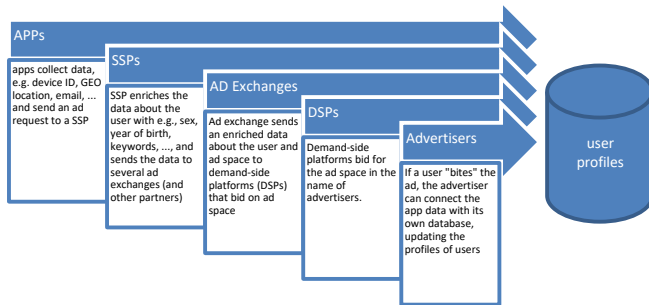 APPs
apps collect data,
e.g. device ID, GEO
location, email, ...
and send an ad
request to a SSP
SSPs
SSP enriches the
data about the
user with e.g., sex,
year of birth,
keywords, ..., and
sends the data to
several ad
exchanges (and
other partners)
AD Exchanges
Ad exchange sends
an enriched data
about the user and
ad space to
demand-side
platforms (DSPs)
that bid on ad
space
DSPs
Demand-side
platforms bid for
the ad space in the
name of
advertisers.
Advertisers
If a user "bites" the
ad, the advertiser
can connect the
app data with its
own database,
updating the
profiles of users
user
profiles